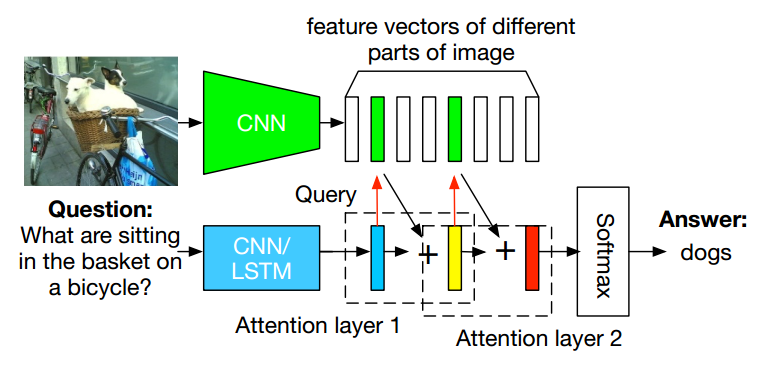 feature vectors of different
parts of image
CNN
Query
Question:
What are sitting
in the basket on
a bicycle?
CNN/
LSTM
+
+
Softmax
Answer:
dogs
Attention layer 1
Attention layer 2